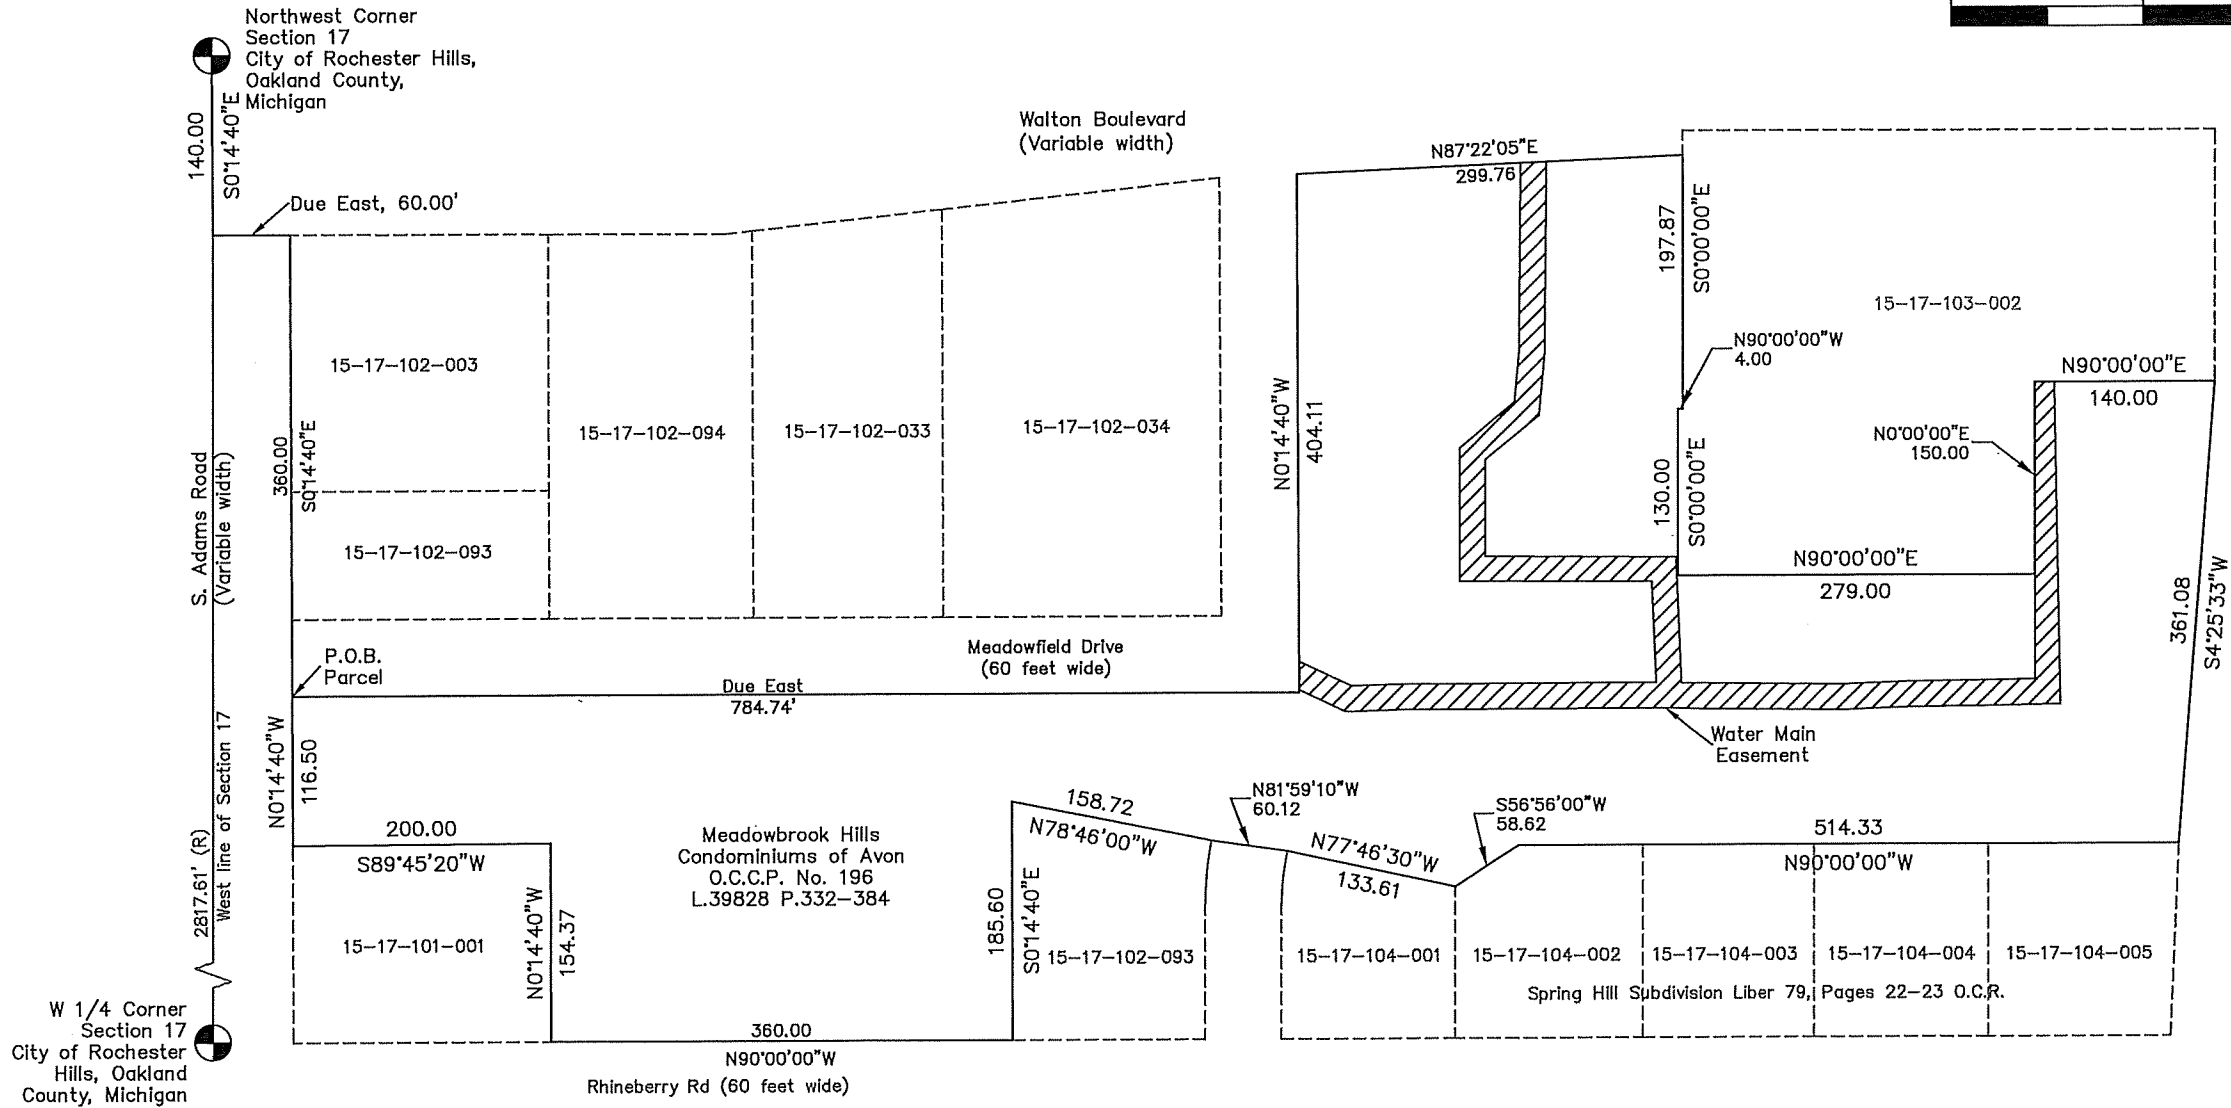 Northwest Corner
Section 17
City of Rochester Hills,
Oakland County,
Michigan
140.00
S0°14'40"E
Due East, 60.00'
Walton Boulevard
(Variable width)
N87°22'05"E
299.76
197.87
S0°00'00"E
15-17-103-002
N90°00'00"W
4.00
N90°00'00"E
140.00
N0°00'00"E
150.00
15-17-102-003
15-17-102-094
15-17-102-033
15-17-102-034
N0°14'40"W
404.11
130.00
S0°00'00"E
360.00
S0°14'40"E
S. Adams Road
(Variable width)
15-17-102-093
N90°00'00"E
279.00
361.08
S4°25'33"W
P.O.B.
Parcel
Meadowfield Drive
(60 feet wide)
Due East
784.74'
Water Main
Easement
N0°14'40"W
116.50
2817.61' (R)
West line of Section 17
200.00
S89°45'20"W
Meadowbrook Hills
Condominiums of Avon
O.C.C.P. No. 196
L.39828 P.332-384
158.72
N78°46'00"W
N81°59'10"W
60.12
N77°46'30"W
133.61
S56°56'00"W
58.62
514.33
N90°00'00"W
15-17-101-001
N0°14'40"W
154.37
185.60
S0°14'40"E
15-17-102-093
15-17-104-001
15-17-104-002
15-17-104-003
15-17-104-004
15-17-104-005
Spring Hill Subdivision Liber 79, Pages 22-23 O.C.R.
W 1/4 Corner
Section 17
City of Rochester
Hills, Oakland
County, Michigan
360.00
N90°00'00"W
Rhineberry Rd (60 feet wide)